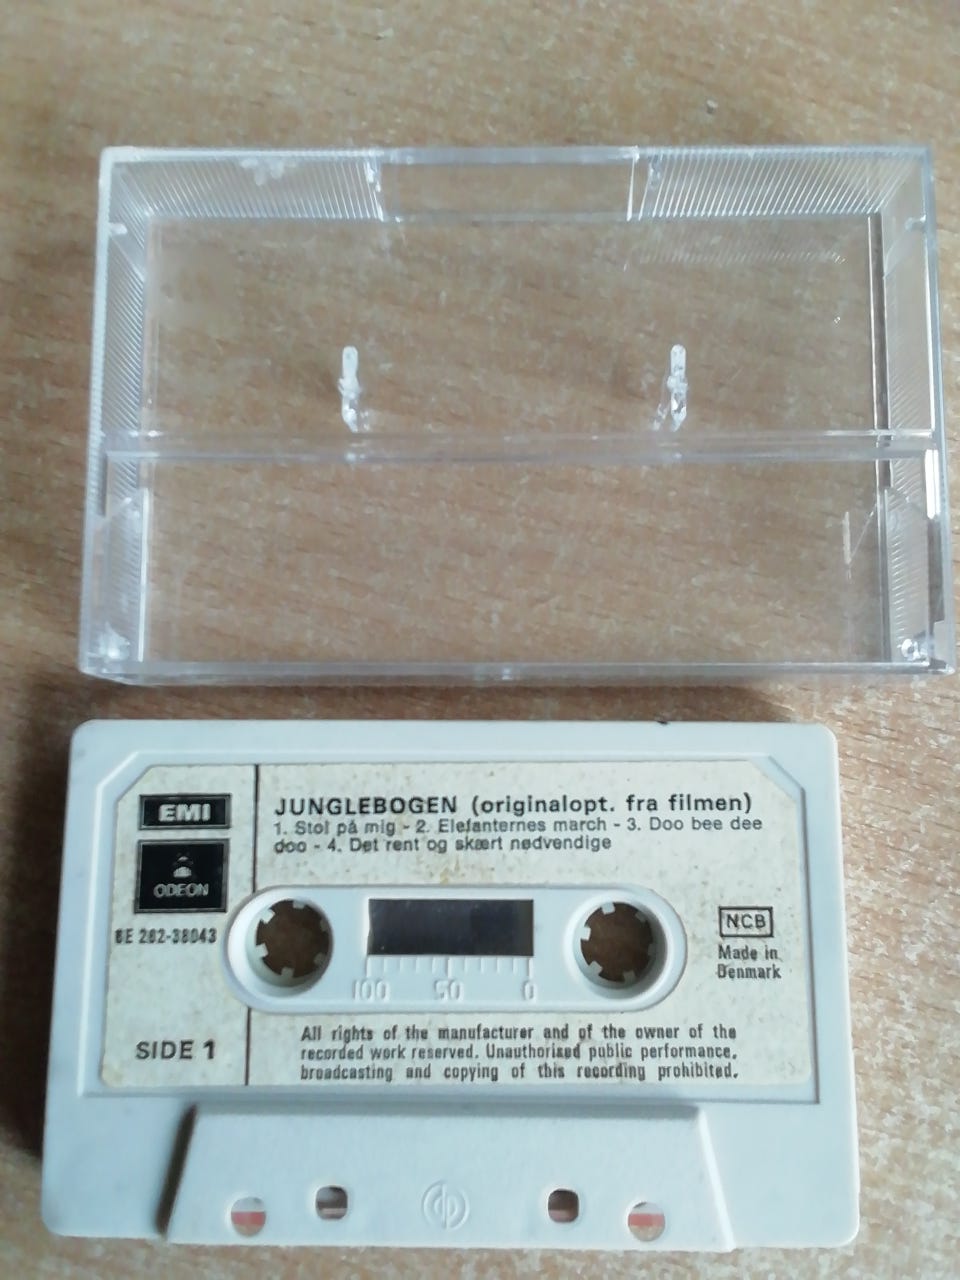 EMI
ODEON
JUNGLEBOGEN (originalopt. fra filmen)
1. Stol på mig - 2. Elefanternes march - 3. Doo bee dee
doo - 4. Det rent og skært nødvendige
8E 262-38043
NCB
Made in
Denmark
100 50 0
SIDE 1
All rights of the manufacturer and of the owner of the
recorded work reserved. Unauthorized public performance,
broadcasting and copying of this recording prohibited.